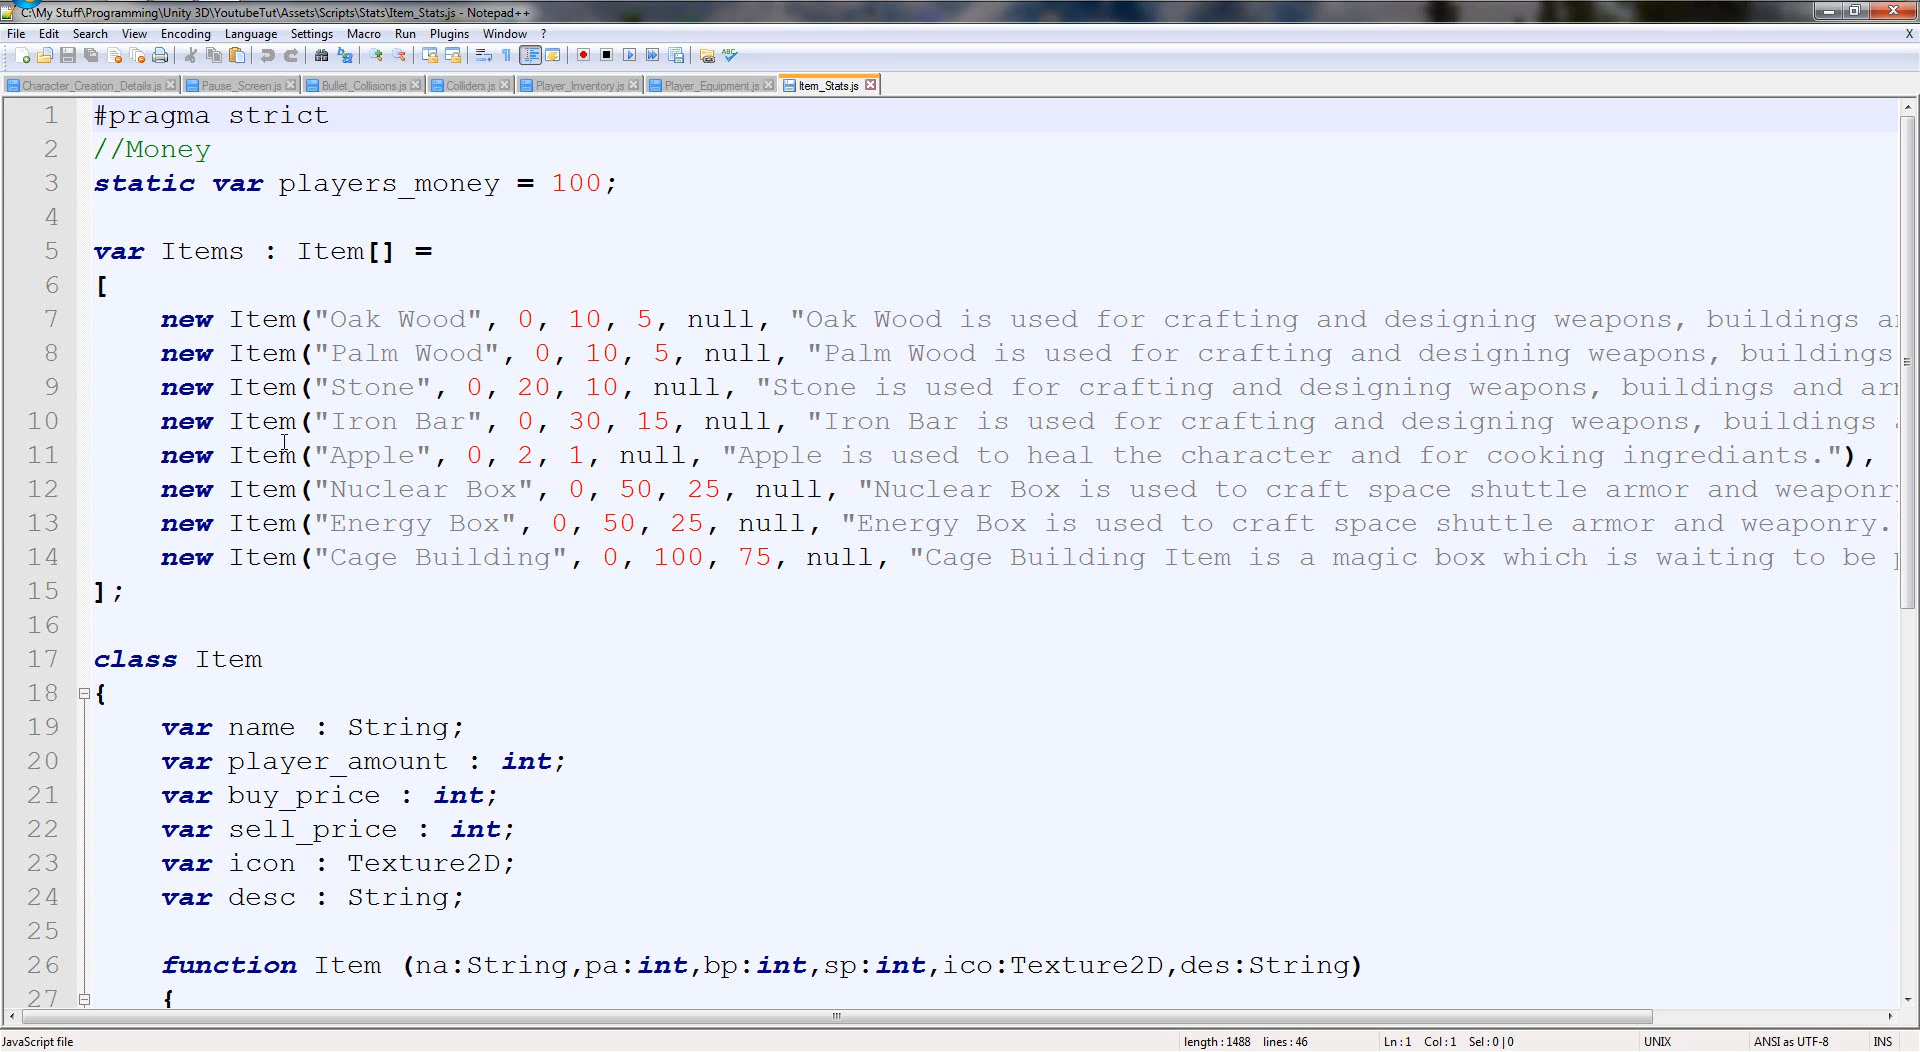 C:\My Stuff\Programming\Unity 3D\YoutubeTut\Assets\Scripts\Stats\Item_Stats.js - Notepad++
File Edit Search View Encoding Language Settings Macro Run Plugins Window ? X
Character_Creation_Details.js Pause_Screen.js Bullet_Collisions.js Colliders.js Player_Inventory.js Player_Equipment.js Item_Stats.js
1 #pragma strict
2 //Money
3 static var players_money = 100;
4
5 var Items : Item[] =
6 [
7 new Item("Oak Wood", 0, 10, 5, null, "Oak Wood is used for crafting and designing weapons, buildings a
8 new Item("Palm Wood", 0, 10, 5, null, "Palm Wood is used for crafting and designing weapons, buildings
9 new Item("Stone", 0, 20, 10, null, "Stone is used for crafting and designing weapons, buildings and ar
10 new Item("Iron Bar", 0, 30, 15, null, "Iron Bar is used for crafting and designing weapons, buildings
11 new Item("Apple", 0, 2, 1, null, "Apple is used to heal the character and for cooking ingrediants."),
12 new Item("Nuclear Box", 0, 50, 25, null, "Nuclear Box is used to craft space shuttle armor and weaponr
13 new Item("Energy Box", 0, 50, 25, null, "Energy Box is used to craft space shuttle armor and weaponry.
14 new Item("Cage Building", 0, 100, 75, null, "Cage Building Item is a magic box which is waiting to be
15 ];
16
17 class Item
18 {
19 var name : String;
20 var player_amount : int;
21 var buy_price : int;
22 var sell_price : int;
23 var icon : Texture2D;
24 var desc : String;
25
26 function Item (na:String,pa:int,bp:int,sp:int,ico:Texture2D,des:String)
27 {
JavaScript file length : 1488 lines : 46 Ln : 1 Col : 1 Sel : 0 | 0 UNIX ANSI as UTF-8 INS